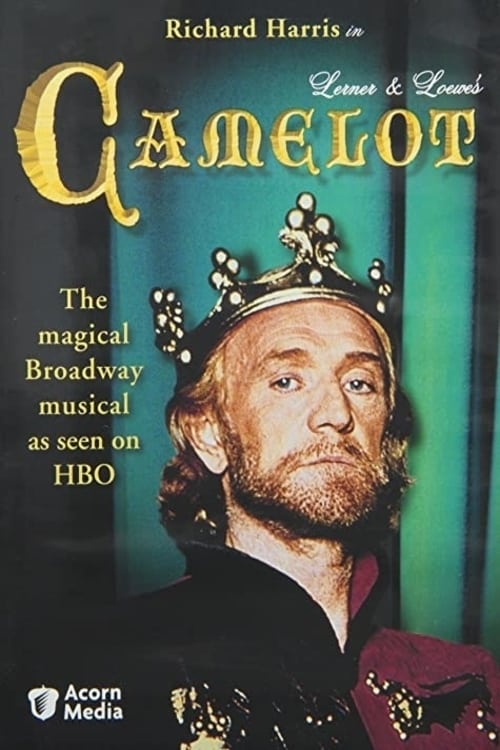 Richard Harris in
Lerner & Loewe's
CAMELOT
The
magical
Broadway
musical
as seen on
HBO
Acorn
Media